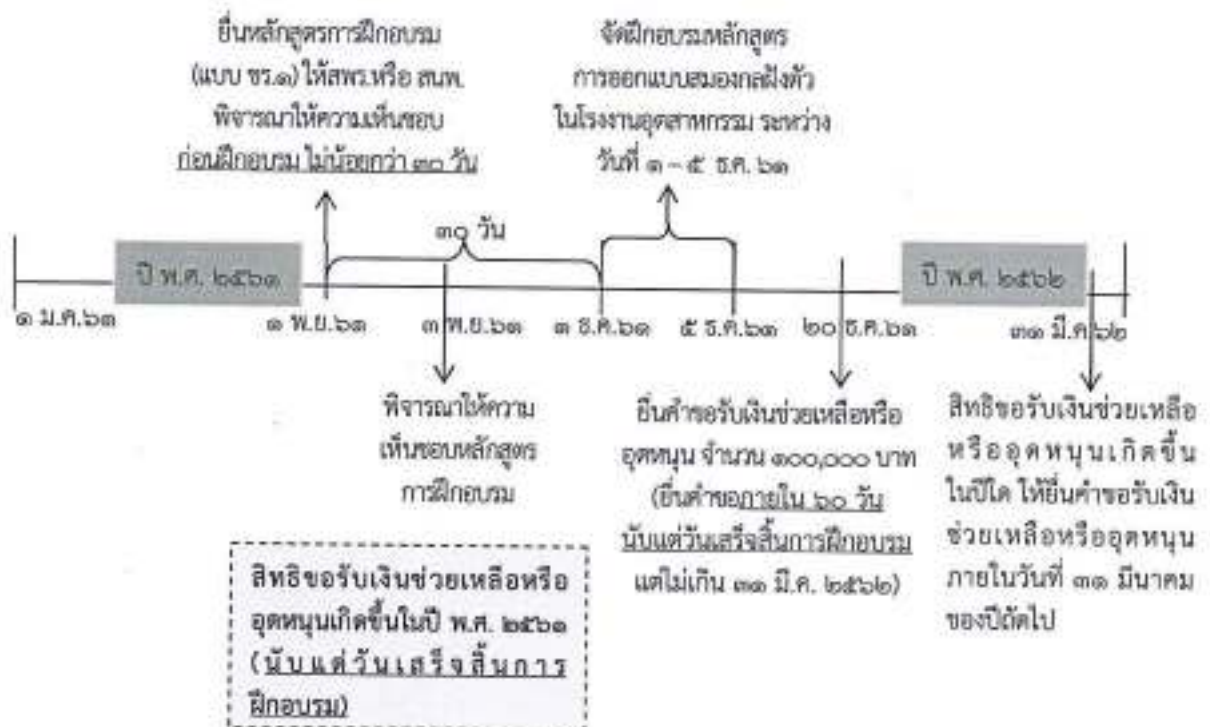 ยื่นหลักสูตรการฝึกอบรม
(แบบ ชร.๑) ให้สพร.หรือ สนพ.
พิจารณาให้ความเห็นชอบ
ก่อนฝึกอบรม ไม่น้อยกว่า ๓๐ วัน
จัดฝึกอบรมหลักสูตร
การออกแบบสมองกลฝังตัว
ในโรงงานอุตสาหกรรม ระหว่าง
วันที่ ๑ – ๕ ธ.ค. ๖๑
๓๐ วัน
ปี พ.ศ. ๒๕๖๑
ปี พ.ศ. ๒๕๖๒
๑ ม.ค.๖๑
๑ พ.ย.๖๑
๓ พ.ย.๖๑
๑ ธ.ค.๖๑
๕ ธ.ค.๖๑
๒๐ ธ.ค.๖๑
๓๑ มี.ค.๖๒
พิจารณาให้ความ
เห็นชอบหลักสูตร
การฝึกอบรม
ยื่นคำขอรับเงินช่วยเหลือหรือ
อุดหนุน จำนวน ๑๐๐,๐๐๐ บาท
(ยื่นคำขอภายใน ๖๐ วัน
นับแต่วันเสร็จสิ้นการฝึกอบรม
แต่ไม่เกิน ๓๑ มี.ค. ๒๕๖๒)
สิทธิขอรับเงินช่วยเหลือ
หรืออุดหนุนเกิดขึ้น
ในปีใด ให้ยื่นคำขอรับเงิน
ช่วยเหลือหรืออุดหนุน
ภายในวันที่ ๓๑ มีนาคม
ของปีถัดไป
สิทธิขอรับเงินช่วยเหลือหรือ
อุดหนุนเกิดขึ้นในปี พ.ศ. ๒๕๖๑
(นับแต่วันเสร็จสิ้นการ
ฝึกอบรม)